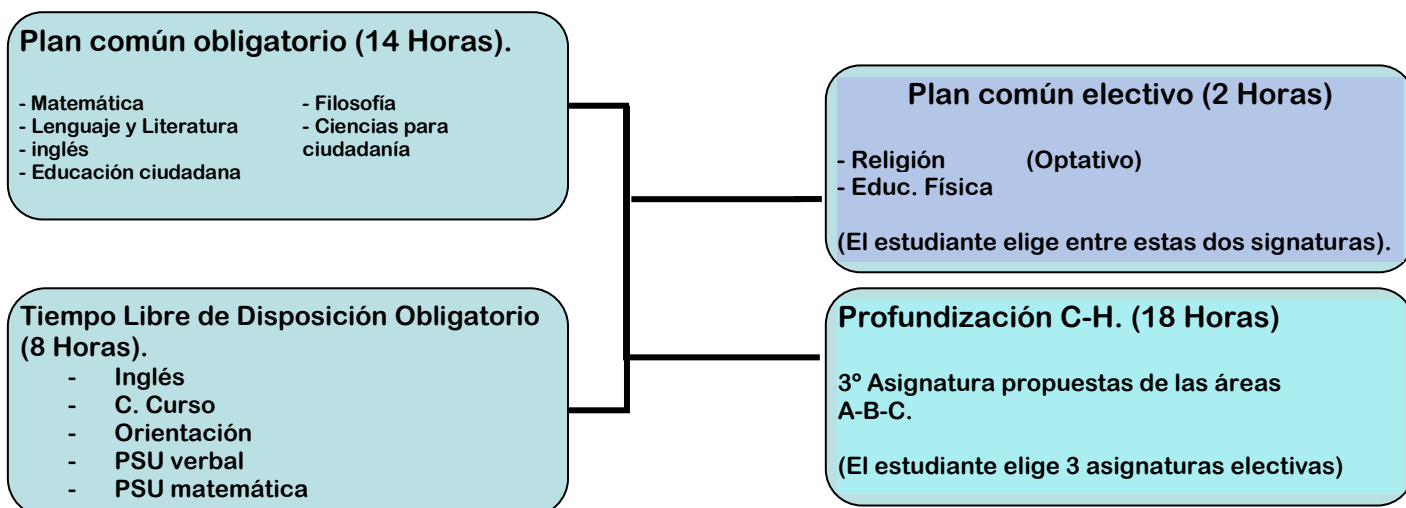 Plan común obligatorio (14 Horas).
- Matemática
- Lenguaje y Literatura
- inglés
- Educación ciudadana
- Filosofía
- Ciencias para
ciudadanía
Plan común electivo (2 Horas)
- Religión (Optativo)
- Educ. Física
(El estudiante elige entre estas dos signaturas).
Tiempo Libre de Disposición Obligatorio
(8 Horas).
- Inglés
- C. Curso
- Orientación
- PSU verbal
- PSU matemática
Profundización C-H. (18 Horas)
3º Asignatura propuestas de las áreas
A-B-C.
(El estudiante elige 3 asignaturas electivas)